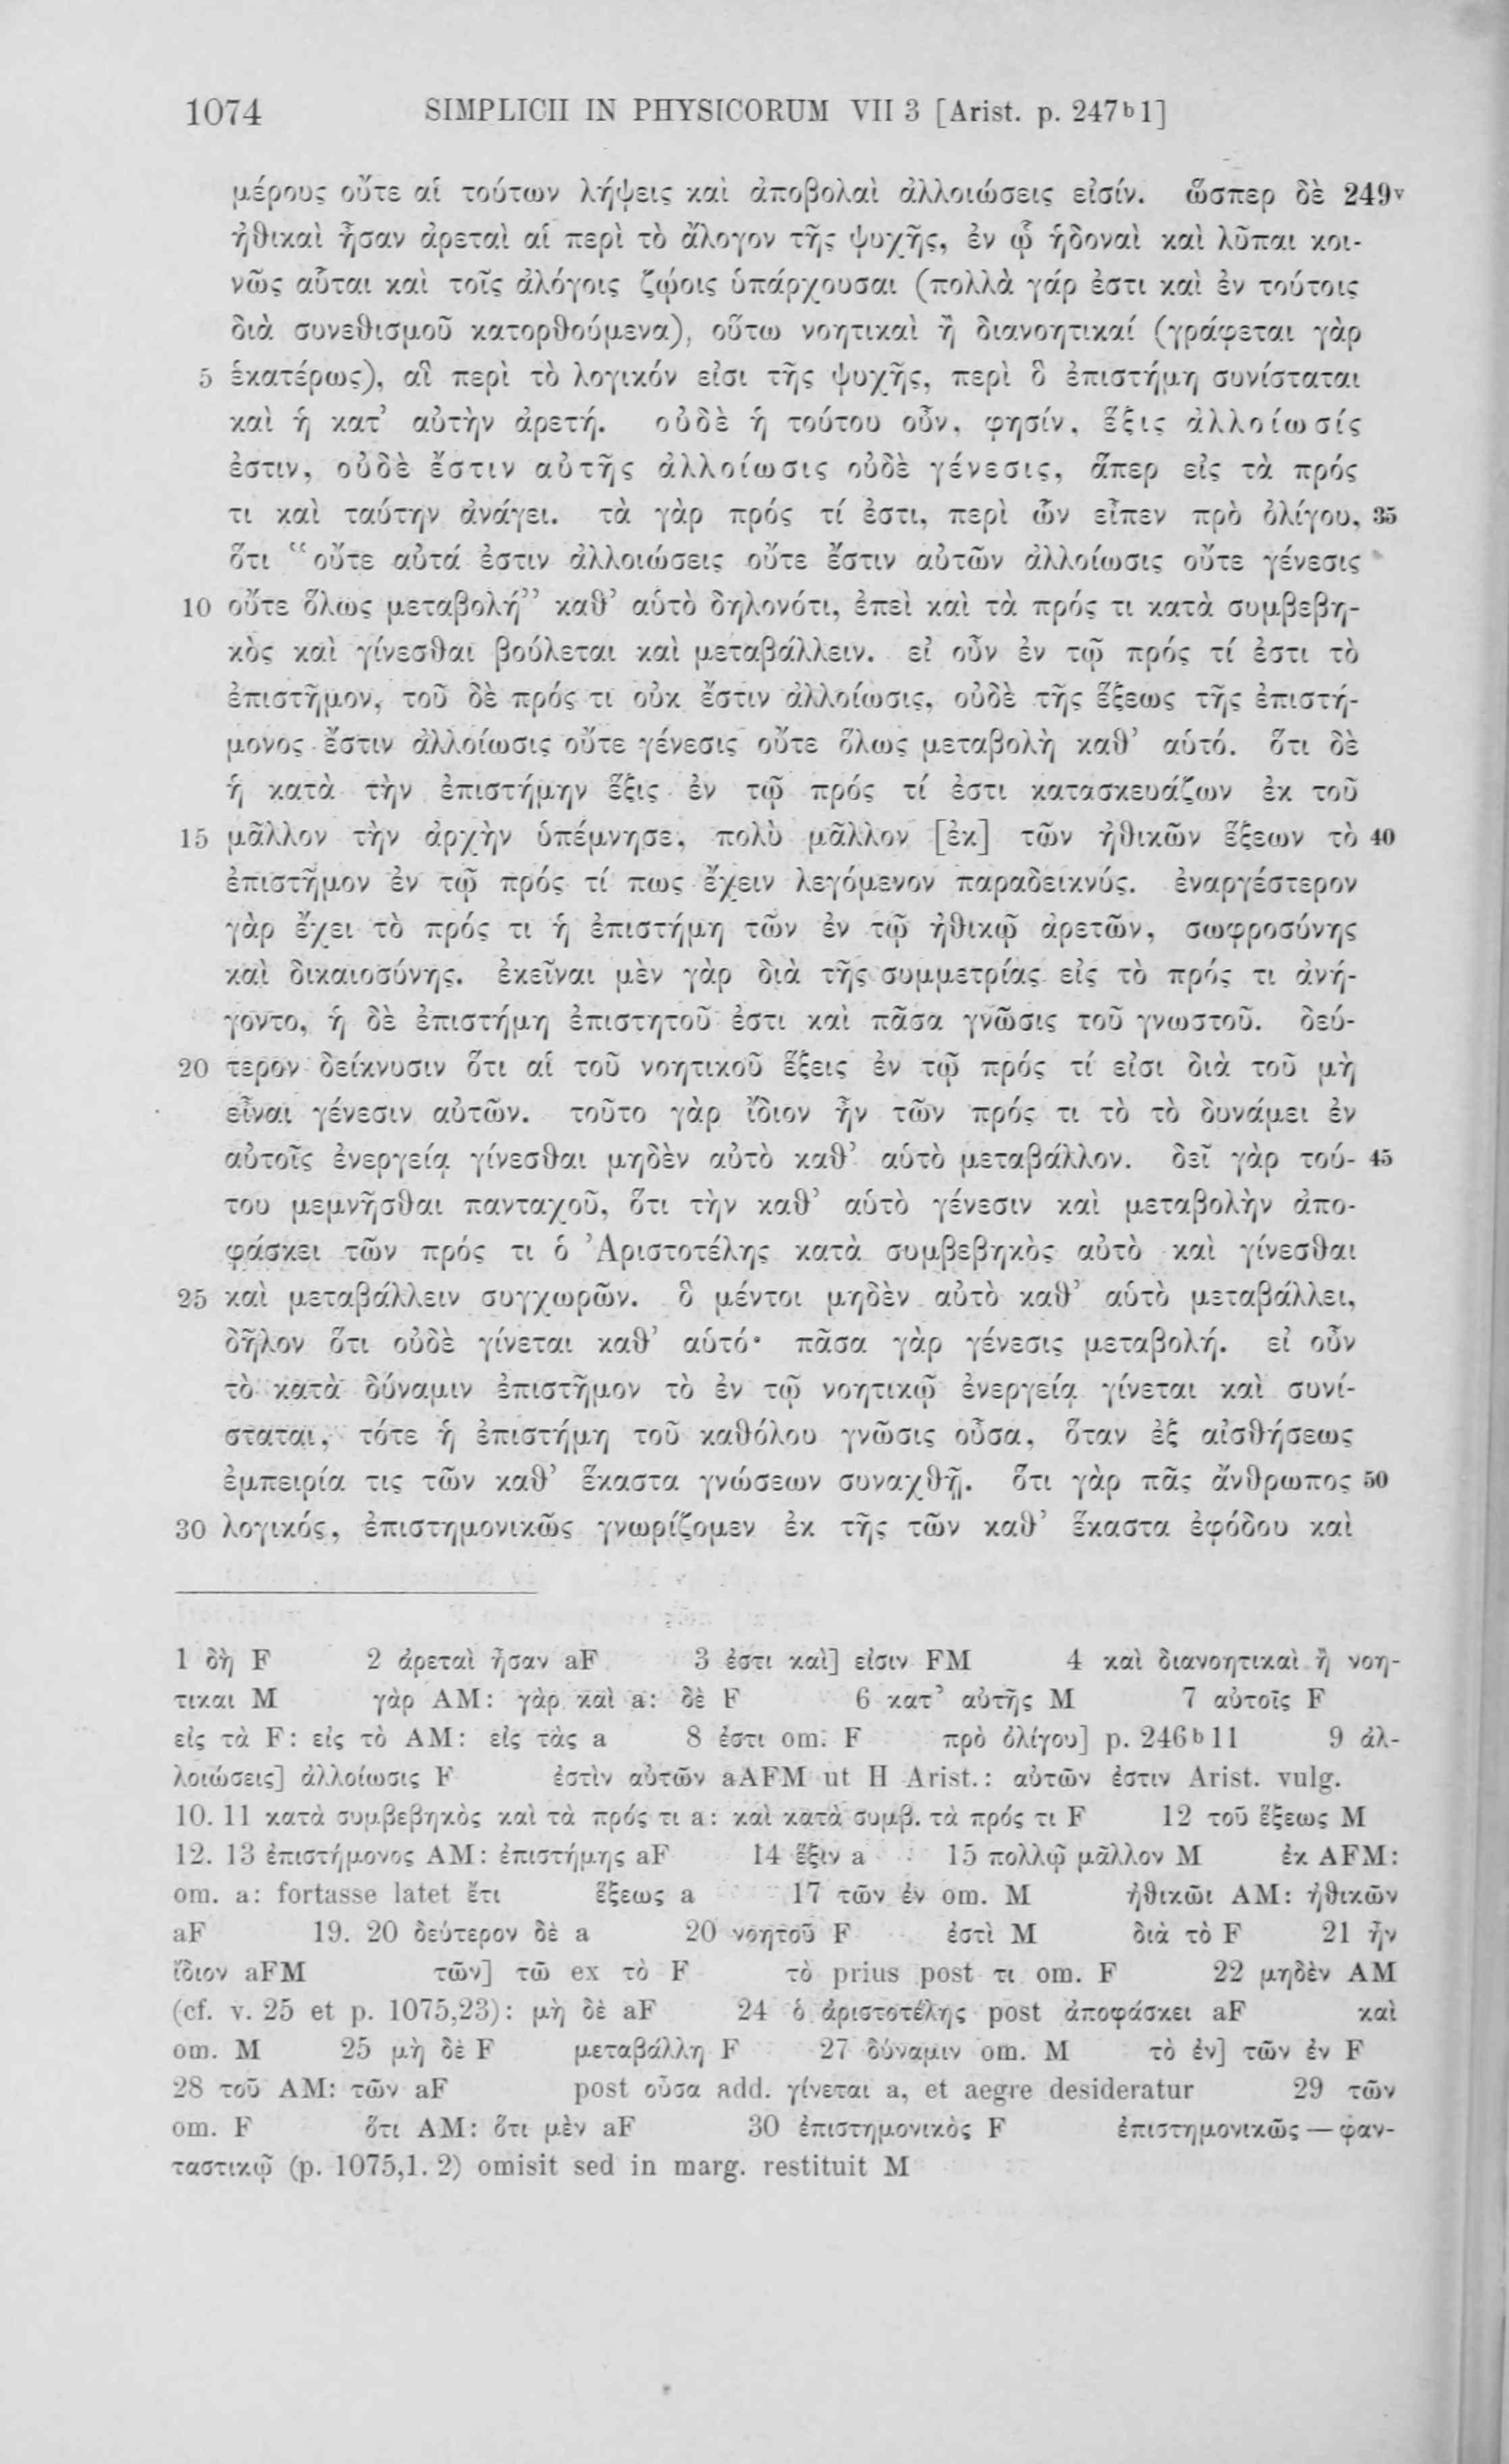 1074 SIMPLICII IN PHYSICORUM VII 3 [Arist. p. 247ᵇ1]
μέρους οὔτε αἱ τούτων λήψεις καὶ ἀποβολαὶ ἀλλοιώσεις εἰσίν. ὥσπερ δὲ 249ᵛ
ἠθικαὶ ἦσαν ἀρεταὶ αἱ περὶ τὸ ἄλογον τῆς ψυχῆς, ἐν ᾧ ἡδοναὶ καὶ λῦπαι κοι-
νῶς αὗται καὶ τοῖς ἀλόγοις ζῴοις ὑπάρχουσαι (πολλὰ γάρ ἐστι καὶ ἐν τούτοις
διὰ συνεθισμοῦ κατορθούμενα), οὕτω νοητικαὶ ἢ διανοητικαί (γράφεται γὰρ
5 ἑκατέρως), αἳ περὶ τὸ λογικόν εἰσι τῆς ψυχῆς, περὶ ὃ ἐπιστήμη συνίσταται
καὶ ἡ κατ’ αὐτὴν ἀρετή. οὐδὲ ἡ τούτου οὖν, φησίν, ἕξις ἀλλοίωσίς
ἐστιν, οὐδὲ ἔστιν αὐτῆς ἀλλοίωσις οὐδὲ γένεσις, ἅπερ εἰς τὰ πρός
τι καὶ ταύτην ἀνάγει. τὰ γὰρ πρός τί ἐστι, περὶ ὧν εἶπεν πρὸ ὀλίγου, 35
ὅτι “οὔτε αὐτά ἐστιν ἀλλοιώσεις οὔτε ἔστιν αὐτῶν ἀλλοίωσις οὔτε γένεσις
10 οὔτε ὅλως μεταβολή” καθ’ αὑτὸ δηλονότι, ἐπεὶ καὶ τὰ πρός τι κατὰ συμβεβη-
κὸς καὶ γίνεσθαι βούλεται καὶ μεταβάλλειν. εἰ οὖν ἐν τῷ πρός τί ἐστι τὸ
ἐπιστῆμον, τοῦ δὲ πρός τι οὐκ ἔστιν ἀλλοίωσις, οὐδὲ τῆς ἕξεως τῆς ἐπιστή-
μονος ἔστιν ἀλλοίωσις οὔτε γένεσις οὔτε ὅλως μεταβολὴ καθ’ αὑτό. ὅτι δὲ
ἡ κατὰ τὴν ἐπιστήμην ἕξις ἐν τῷ πρός τί ἐστι κατασκευάζων ἐκ τοῦ
15 μᾶλλον τὴν ἀρχὴν ὑπέμνησε, πολὺ μᾶλλον [ἐκ] τῶν ἠθικῶν ἕξεων τὸ 40
ἐπιστῆμον ἐν τῷ πρός τί πως ἔχειν λεγόμενον παραδεικνύς. ἐναργέστερον
γὰρ ἔχει τὸ πρός τι ἡ ἐπιστήμη τῶν ἐν τῷ ἠθικῷ ἀρετῶν, σωφροσύνης
καὶ δικαιοσύνης. ἐκεῖναι μὲν γὰρ διὰ τῆς συμμετρίας εἰς τὸ πρός τι ἀνή-
γοντο, ἡ δὲ ἐπιστήμη ἐπιστητοῦ ἐστι καὶ πᾶσα γνῶσις τοῦ γνωστοῦ. δεύ-
20 τερον δείκνυσιν ὅτι αἱ τοῦ νοητικοῦ ἕξεις ἐν τῷ πρός τί εἰσι διὰ τοῦ μὴ
εἶναι γένεσιν αὐτῶν. τοῦτο γὰρ ἴδιον ἦν τῶν πρός τι τὸ τὸ δυνάμει ἐν
αὐτοῖς ἐνεργείᾳ γίνεσθαι μηδὲν αὐτὸ καθ’ αὑτὸ μεταβάλλον. δεῖ γὰρ τού- 45
του μεμνῆσθαι πανταχοῦ, ὅτι τὴν καθ’ αὑτὸ γένεσιν καὶ μεταβολὴν ἀπο-
φάσκει τῶν πρός τι ὁ Ἀριστοτέλης κατὰ συμβεβηκὸς αὐτὸ καὶ γίνεσθαι
25 καὶ μεταβάλλειν συγχωρῶν. ὃ μέντοι μηδὲν αὐτὸ καθ’ αὑτὸ μεταβάλλει,
δῆλον ὅτι οὐδὲ γίνεται καθ’ αὑτό· πᾶσα γὰρ γένεσις μεταβολή. εἰ οὖν
τὸ κατὰ δύναμιν ἐπιστῆμον τὸ ἐν τῷ νοητικῷ ἐνεργείᾳ γίνεται καὶ συνί-
σταται, τότε ἡ ἐπιστήμη τοῦ καθόλου γνῶσις οὖσα, ὅταν ἐξ αἰσθήσεως
ἐμπειρία τις τῶν καθ’ ἕκαστα γνώσεων συναχθῇ. ὅτι γὰρ πᾶς ἄνθρωπος 50
30 λογικός, ἐπιστημονικῶς γνωρίζομεν ἐκ τῆς τῶν καθ’ ἕκαστα ἐφόδου καὶ
1 δὴ F 2 ἀρεταὶ ἦσαν aF 3 ἐστι καὶ] εἰσιν FM 4 καὶ διανοητικαὶ ἢ νοη-
τικαι M γὰρ AM: γὰρ καὶ a: δὲ F 6 κατ’ αὐτῆς M 7 αὐτοῖς F
εἰς τὰ F: εἰς τὸ AM: εἰς τὰς a 8 ἐστι om. F πρὸ ὀλίγου] p. 246ᵇ11 9 ἀλ-
λοιώσεις] ἀλλοίωσις F ἐστὶν αὐτῶν aAFM ut H Arist.: αὐτῶν ἐστιν Arist. vulg.
10. 11 κατὰ συμβεβηκὸς καὶ τὰ πρός τι a: καὶ κατὰ συμβ. τὰ πρός τι F 12 τοῦ ἕξεως M
12. 13 ἐπιστήμονος AM: ἐπιστήμης aF 14 ἕξιν a 15 πολλῷ μᾶλλον M ἐκ AFM:
om. a: fortasse latet ἔτι ἕξεως a 17 τῶν ἐν om. M ἠθικῶι AM: ἠθικῶν
aF 19. 20 δεύτερον δὲ a 20 νοητοῦ F ἐστὶ M διὰ τὸ F 21 ἦν
ἴδιον aFM τῶν] τῶ ex τὸ F τὸ prius post τι om. F 22 μηδὲν AM
(cf. v. 25 et p. 1075,23): μὴ δὲ aF 24 ὁ ἀριστοτέλης post ἀποφάσκει aF καὶ
om. M 25 μὴ δὲ F μεταβάλλη F 27 δύναμιν om. M τὸ ἐν] τῶν ἐν F
28 τοῦ AM: τῶν aF post οὖσα add. γίνεται a, et aegre desideratur 29 τῶν
om. F ὅτι AM: ὅτι μὲν aF 30 ἐπιστημονικὸς F ἐπιστημονικῶς — φαν-
ταστικῷ (p. 1075,1. 2) omisit sed in marg. restituit M